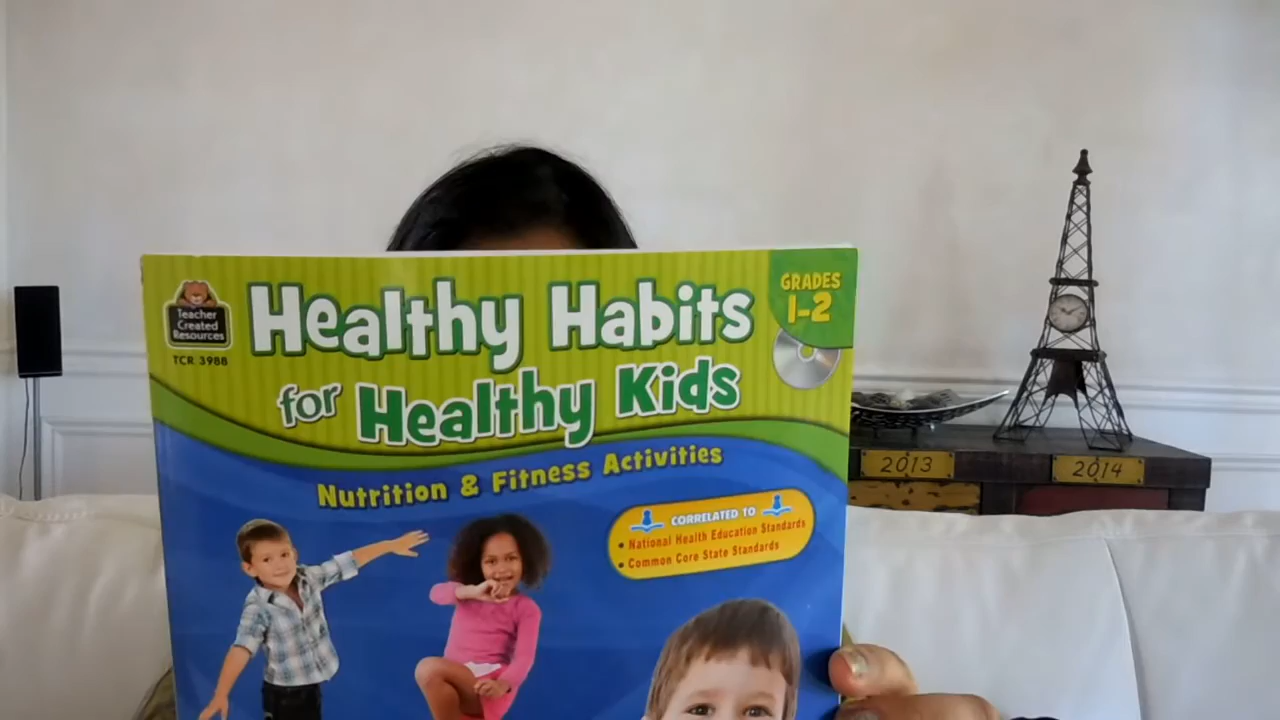 Teacher
Created
Resources
TCR 3988
Healthy Habits
for Healthy Kids
GRADES
1-2
Nutrition & Fitness Activities
CORRELATED TO
• National Health Education Standards
• Common Core State Standards
2013
2014